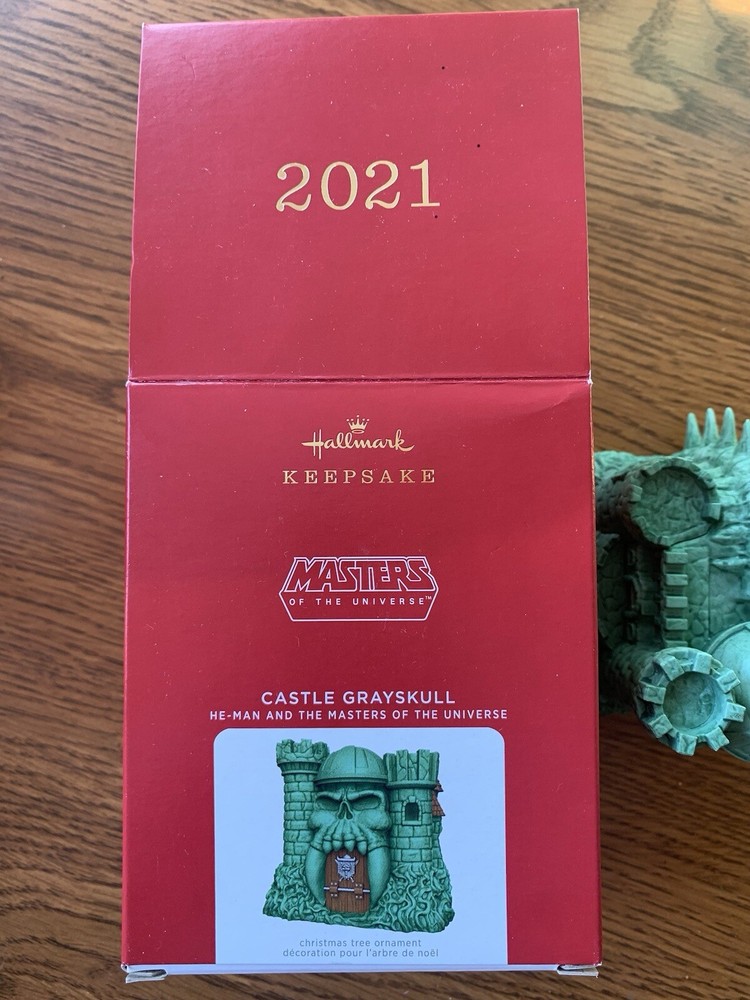 2021
Hallmark
KEEPSAKE
MASTERS
OF THE UNIVERSE™
CASTLE GRAYSKULL
HE-MAN AND THE MASTERS OF THE UNIVERSE
christmas tree ornament
décoration pour l'arbre de noël